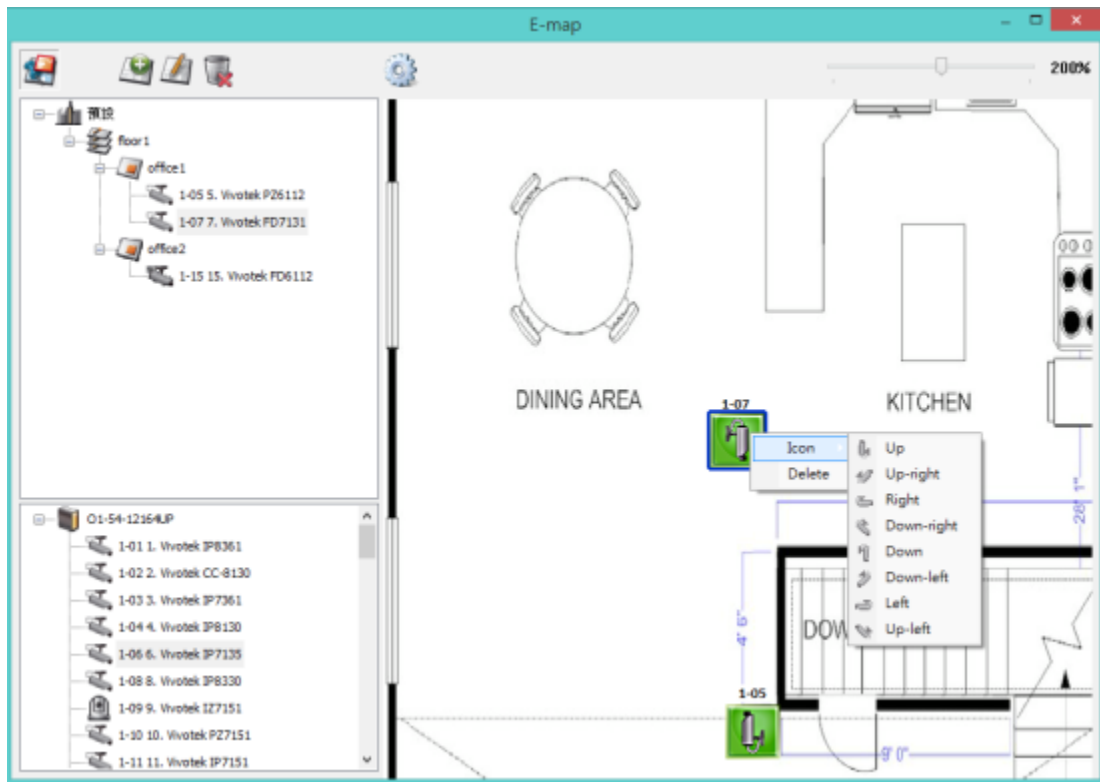 E-map
200%
預設
floor1
office1
1-05 5. Vivotek PZ6112
1-07 7. Vivotek FD7131
office2
1-15 15. Vivotek FD6112
O1-54-12164UP
1-01 1. Vivotek IP8361
1-02 2. Vivotek CC-8130
1-03 3. Vivotek IP7361
1-04 4. Vivotek IP8130
1-06 6. Vivotek IP7135
1-08 8. Vivotek IP8330
1-09 9. Vivotek IZ7151
1-10 10. Vivotek PZ7151
1-11 11. Vivotek IP7151
DINING AREA
KITCHEN
1-07
Icon
Delete
Up
Up-right
Right
Down-right
Down
Down-left
Left
Up-left
28' 1"
4' 6"
DOW
1-05
9' 0"